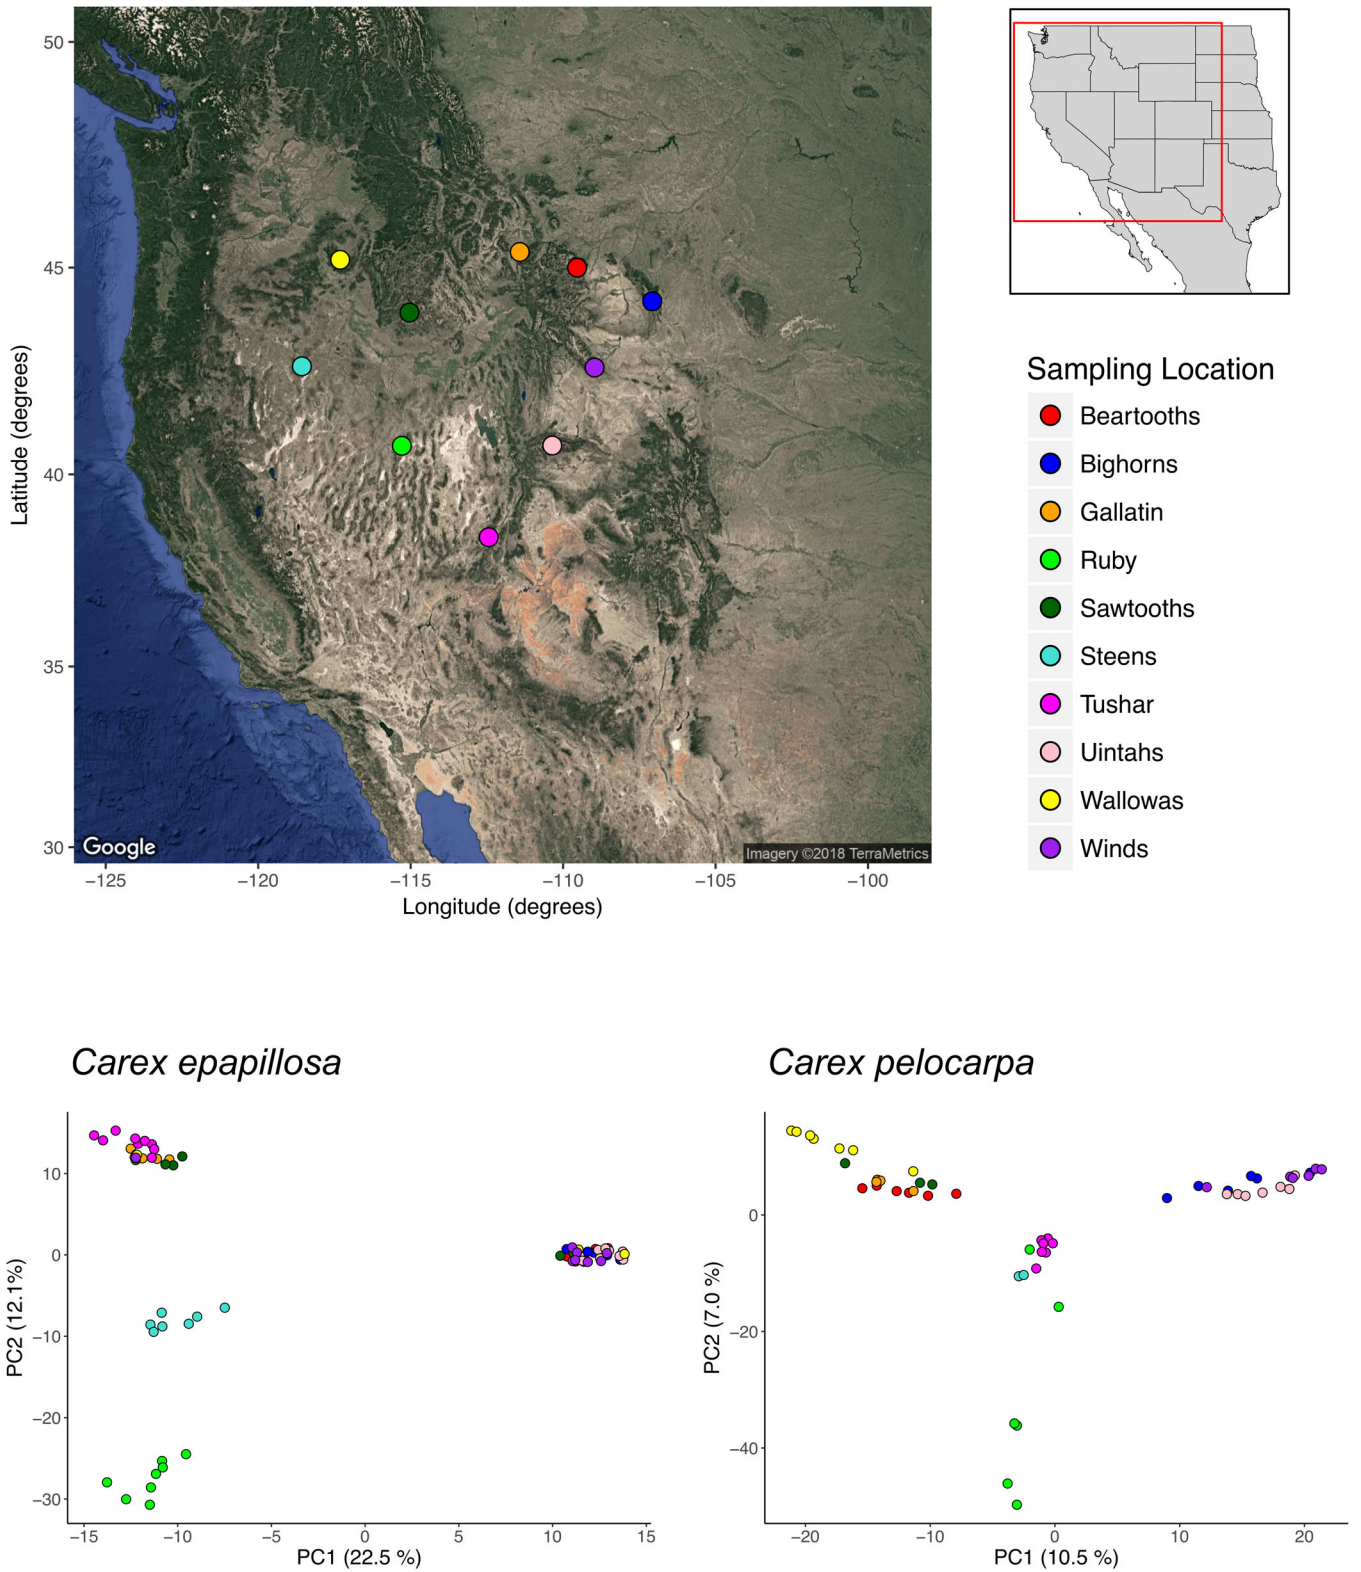 50
45
40
35
30
Latitude (degrees)
Google
Imagery ©2018 TerraMetrics
−125
−120
−115
−110
−105
−100
Longitude (degrees)
Sampling Location
Beartooths
Bighorns
Gallatin
Ruby
Sawtooths
Steens
Tushar
Uintahs
Wallowas
Winds
Carex epapillosa
10
0
−10
−20
−30
PC2 (12.1%)
−15
−10
−5
0
5
10
15
PC1 (22.5 %)
Carex pelocarpa
0
−20
−40
PC2 (7.0 %)
−20
−10
0
10
20
PC1 (10.5 %)